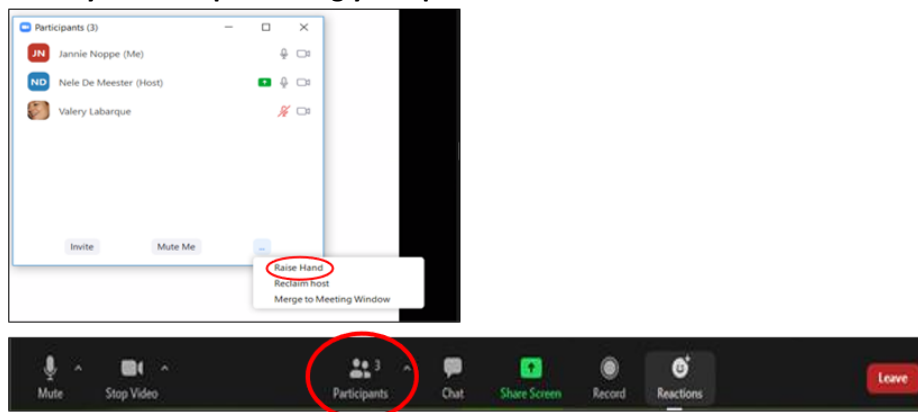 Participants (3)
JN Jannie Noppe (Me)
ND Nele De Meester (Host)
Valery Labarque
Invite Mute Me ...
Raise Hand
Reclaim host
Merge to Meeting Window
3
Mute Stop Video Participants Chat Share Screen Record Reactions Leave